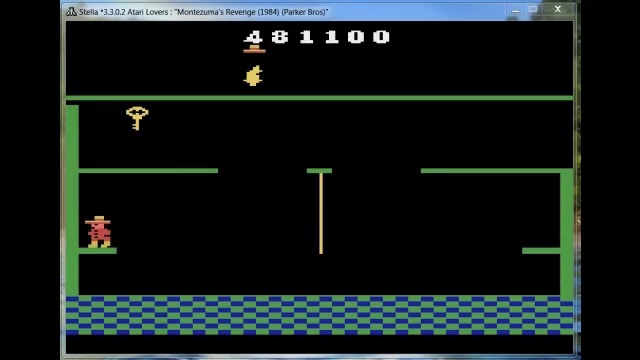 Stella *3.3.0.2 Atari Lovers : "Montezuma's Revenge (1984) (Parker Bros)"
481100